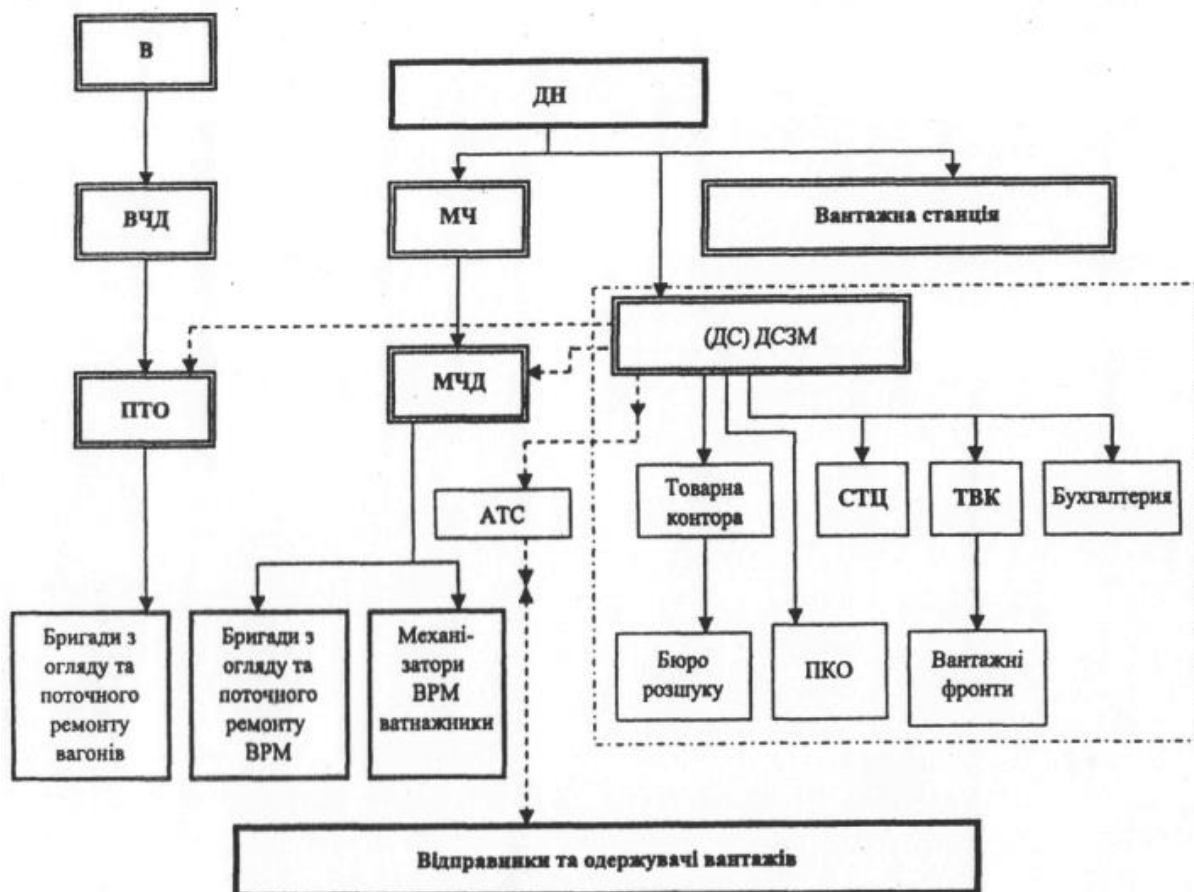 В
ДН
ВЧД
МЧ
Вантажна станція
(ДС) ДСЗМ
ПТО
МЧД
АТС
Товарна
контора
СТЦ
ТВК
Бухгалтерия
Бригади з
огляду та
поточного
ремонту
вагонів
Бригади з
огляду та
поточного
ремонту
ВРМ
Механі-
затори
ВРМ
ватнажники
Бюро
розшуку
ПКО
Вантажні
фронти
Відправники та одержувачі вантажів